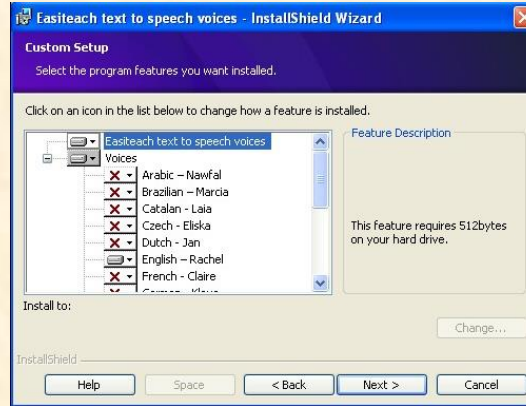 Easiteach text to speech voices - InstallShield Wizard
Custom Setup
Select the program features you want installed.
Click on an icon in the list below to change how a feature is installed.
Easiteach text to speech voices
Voices
Arabic – Nawfal
Brazilian – Marcia
Catalan - Laia
Czech - Eliska
Dutch - Jan
English – Rachel
French - Claire
Feature Description
This feature requires 512bytes
on your hard drive.
Install to:
Change...
InstallShield
Help
Space
< Back
Next >
Cancel